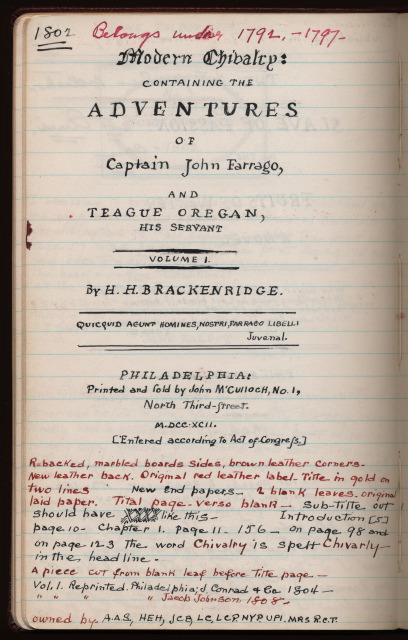 1802 Belongs under 1792.-1797-
Modern Chivalry:
CONTAINING THE
ADVENTURES
OF
Captain John Farrago,
AND
TEAGUE OREGAN,
HIS SERVANT
VOLUME I.
By H. H. BRACKENRIDGE.
QUICQUID AGUNT HOMINES, NOSTRI, FARRAGO LIBELLI
Juvenal.
PHILADELPHIA:
Printed and ſold by John M'Culloch, No. 1,
North Third-ſtreet.
M.DCC.XCII.
[Entered according to Act of Congreſs.]
R-backed, marbled boards sides, brown leather corners.
New leather back. Original red leather label. Title in gold on
two lines New end papers- 2 blank leaves. original
laid paper. Tital page-verso blank- Sub-Title out
should have like this- Introduction [5]
page 10- Chapter 1. page 11- 156- on page 98 and
on page 123 the word Chivalry is spelt Chivarly
in the head line-
A piece cut from blank leaf before Title page-
Vol. 1. Reprinted. Philadelphia; J. Conrad & Co 1804-
" " " " Jacob Johnson 1808-
owned by A.A.S, HEH, JCB, LC, LCP, NYP, UPI. MRS R.C.T.